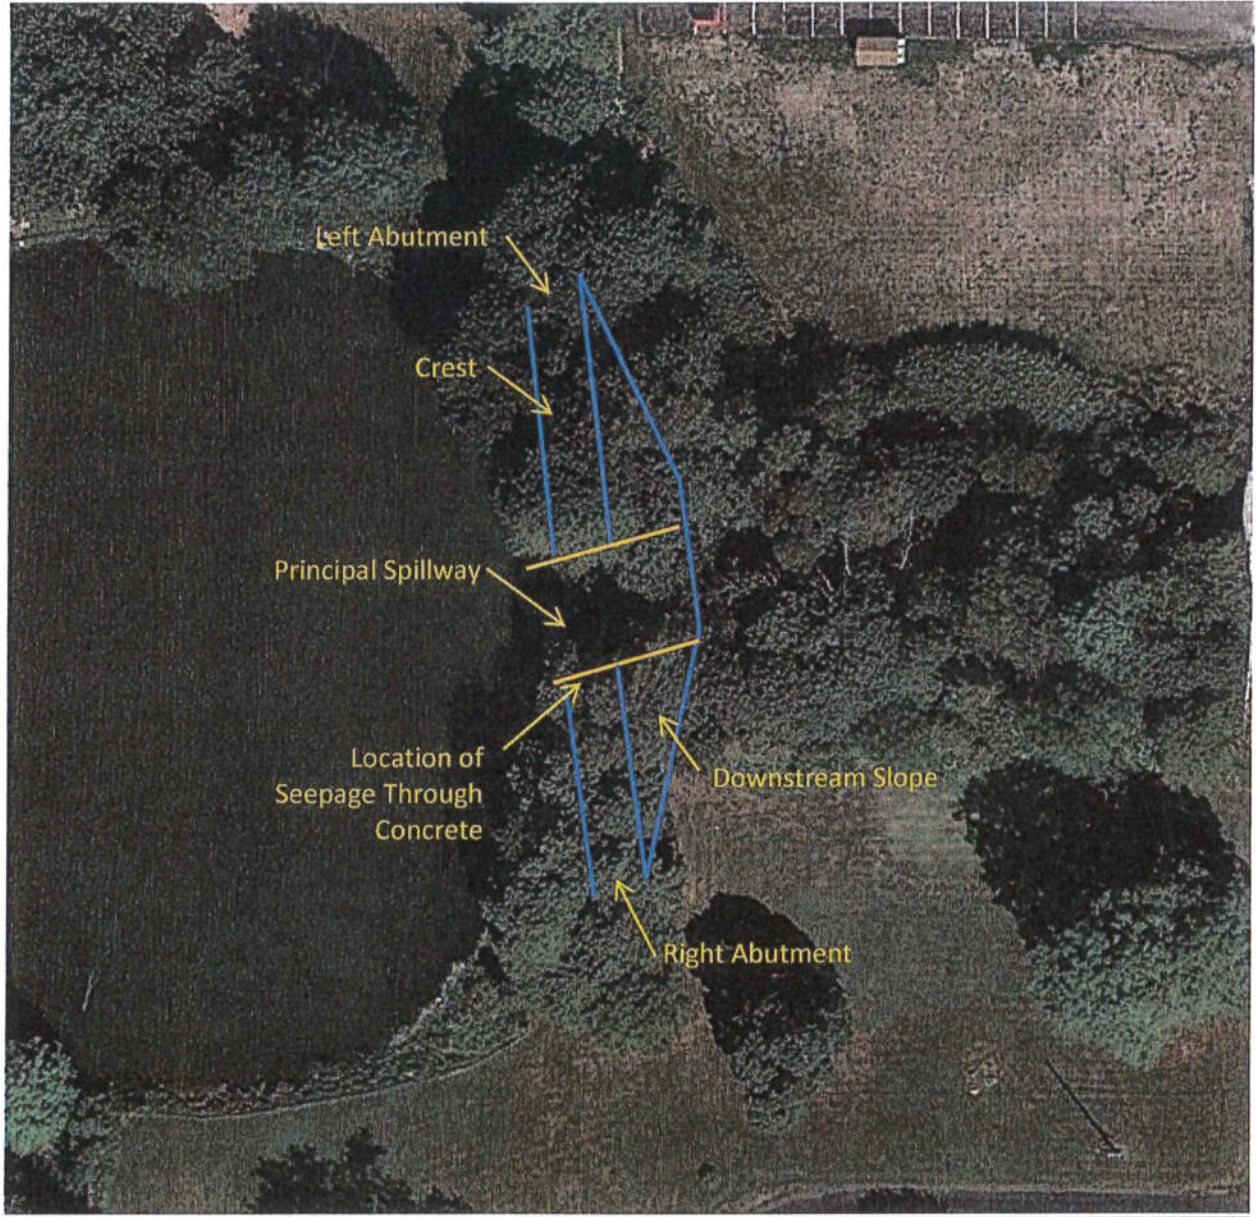 Left Abutment
Crest
Principal Spillway
Location of
Seepage Through
Concrete
Downstream Slope
Right Abutment